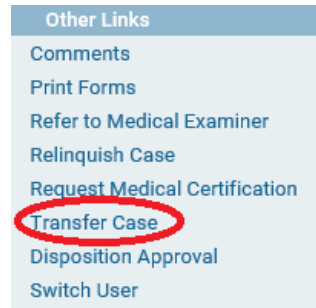 Other Links
Comments
Print Forms
Refer to Medical Examiner
Relinquish Case
Request Medical Certification
Transfer Case
Disposition Approval
Switch User